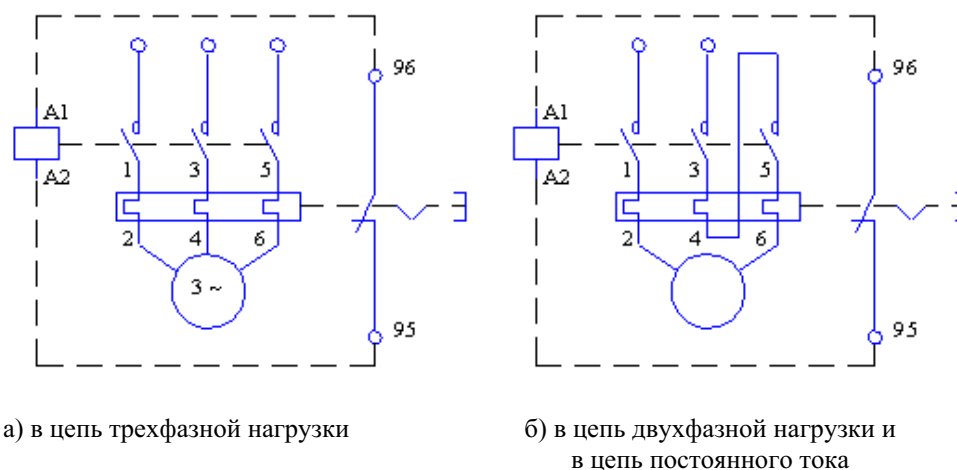 96 96
A1 A1
A2 1 3 5 A2 1 3 5
2 4 6 2 4 6
3 ~
95 95
а) в цепь трехфазной нагрузки б) в цепь двухфазной нагрузки и
в цепь постоянного тока